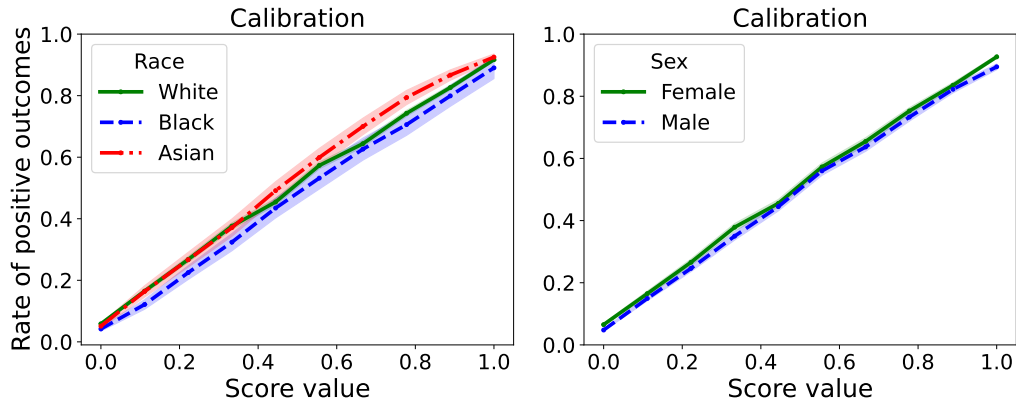 Calibration
Rate of positive outcomes
1.0
0.8
0.6
0.4
0.2
0.0
Race
White
Black
Asian
0.0 0.2 0.4 0.6 0.8 1.0
Score value
Calibration
1.0
0.8
0.6
0.4
0.2
0.0
Sex
Female
Male
0.0 0.2 0.4 0.6 0.8 1.0
Score value